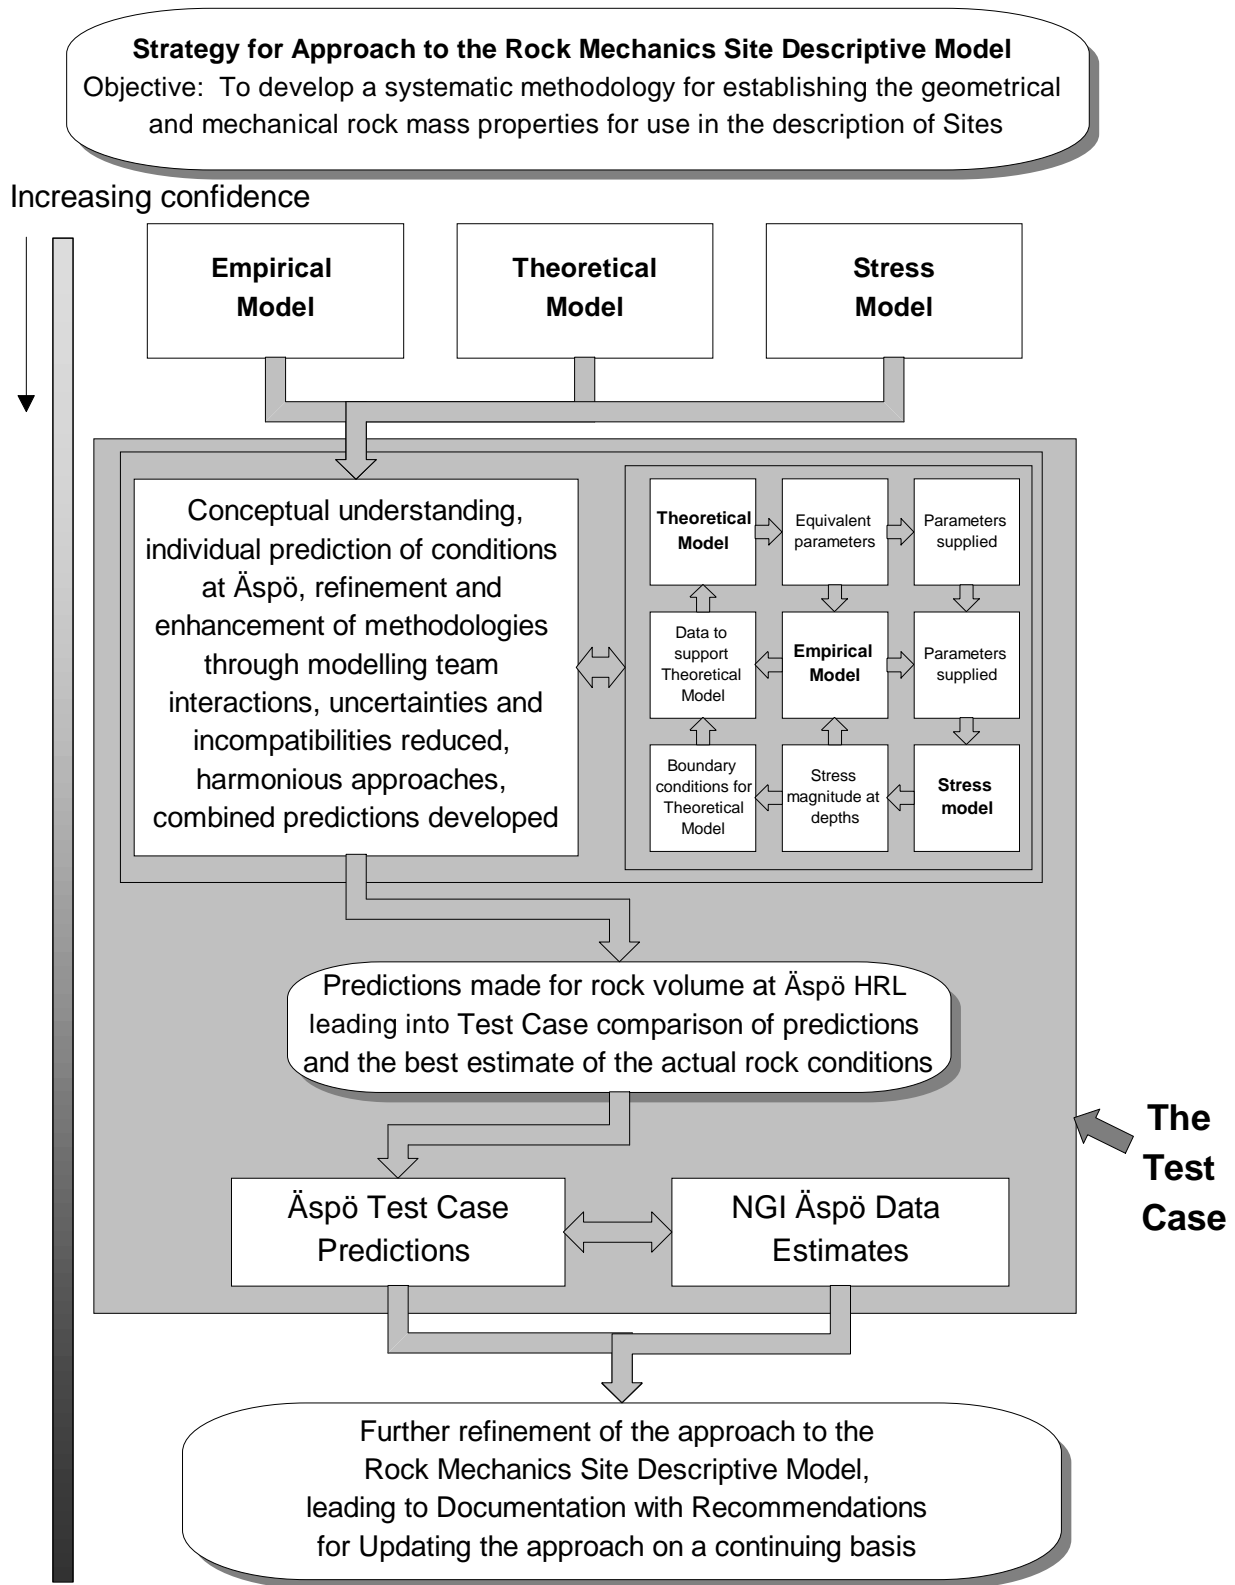 Strategy for Approach to the Rock Mechanics Site Descriptive Model
Objective: To develop a systematic methodology for establishing the geometrical
and mechanical rock mass properties for use in the description of Sites
Increasing confidence
Empirical
Model
Theoretical
Model
Stress
Model
Conceptual understanding,
individual prediction of conditions
at Äspö, refinement and
enhancement of methodologies
through modelling team
interactions, uncertainties and
incompatibilities reduced,
harmonious approaches,
combined predictions developed
Theoretical
Model
Equivalent
parameters
Parameters
supplied
Data to
support
Theoretical
Model
Empirical
Model
Parameters
supplied
Boundary
conditions for
Theoretical
Model
Stress
magnitude at
depths
Stress
model
Predictions made for rock volume at Äspö HRL
leading into Test Case comparison of predictions
and the best estimate of the actual rock conditions
The
Test
Case
Äspö Test Case
Predictions
NGI Äspö Data
Estimates
Further refinement of the approach to the
Rock Mechanics Site Descriptive Model,
leading to Documentation with Recommendations
for Updating the approach on a continuing basis